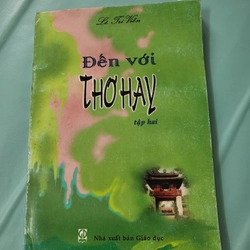 Lê Trí Viễn
Đến với
THƠ HAY
tập hai
Nhà xuất bản Giáo dục